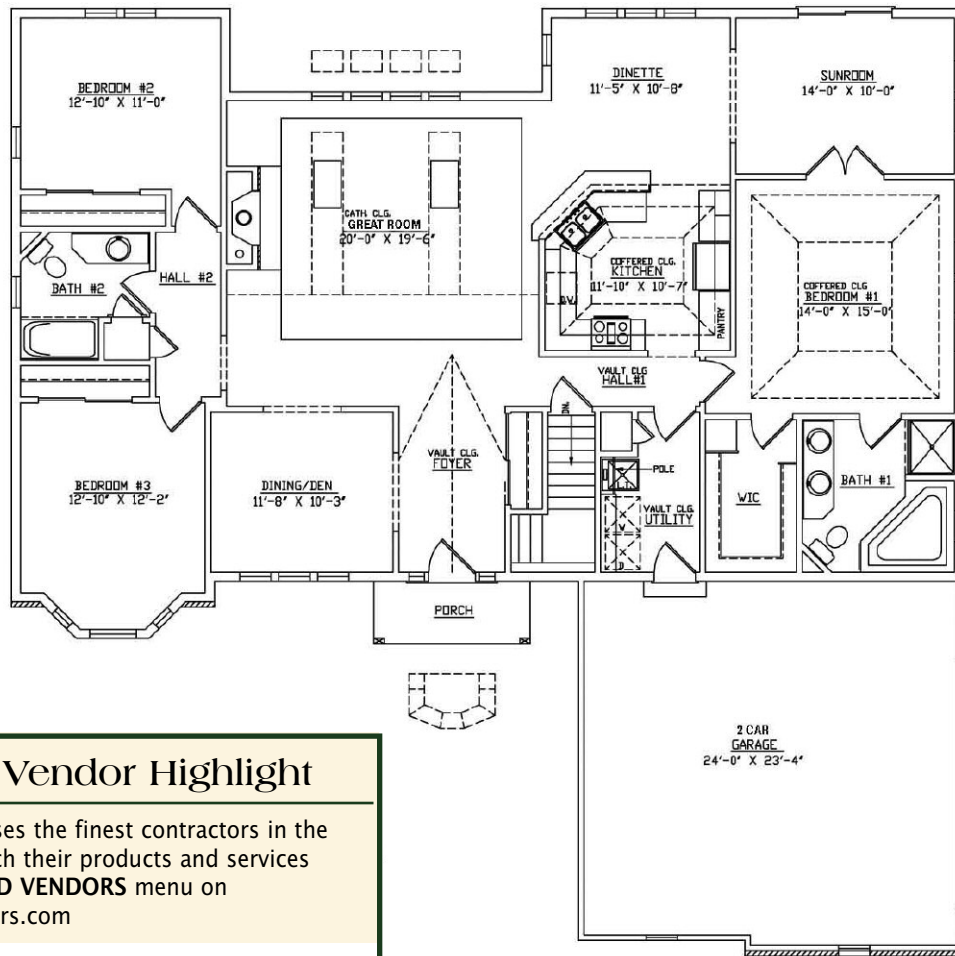 BEDROOM #2
12'-10" X 11'-0"
DINETTE
11'-5" X 10'-8"
SUNROOM
14'-0" X 10'-0"
CATH. CLG.
GREAT ROOM
20'-0" X 19'-6"
COFFERED CLG.
KITCHEN
11'-10" X 10'-7"
D.W.
PANTRY
COFFERED CLG
BEDROOM #1
14'-0" X 15'-0"
BATH #2
HALL #2
VAULT CLG
HALL#1
DN.
BEDROOM #3
12'-10" X 12'-2"
DINING/DEN
11'-8" X 10'-3"
VAULT CLG.
FOYER
POLE
VAULT CLG.
UTILITY
W
D
WIC
BATH #1
PORCH
2 CAR
GARAGE
24'-0" X 23'-4"
Vendor Highlight
ses the finest contractors in the
th their products and services
D VENDORS menu on
rs.com